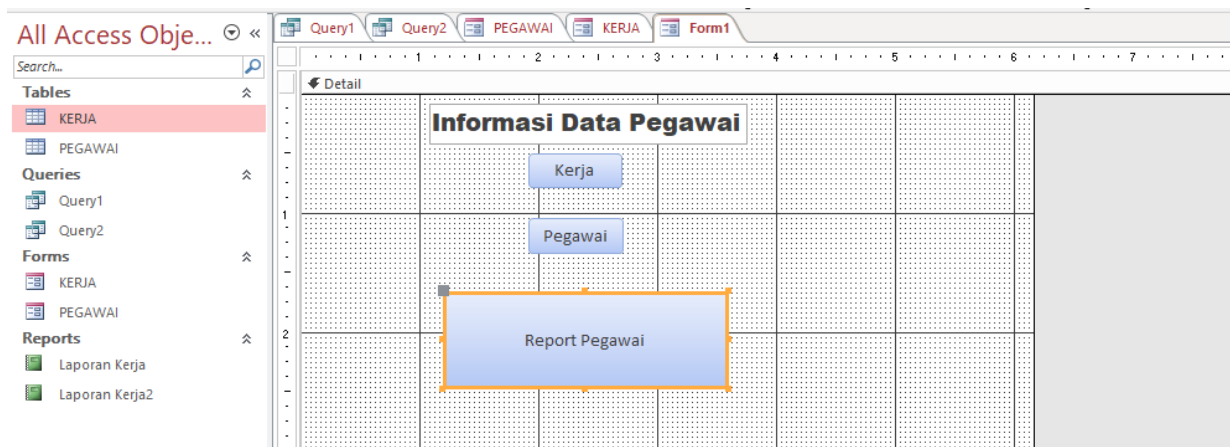 All Access Obje...
Search...
Tables
KERJA
PEGAWAI
Queries
Query1
Query2
Forms
KERJA
PEGAWAI
Reports
Laporan Kerja
Laporan Kerja2
Query1 Query2 PEGAWAI KERJA Form1
1 2 3 4 5 6 7
Detail
Informasi Data Pegawai
Kerja
1
Pegawai
2
Report Pegawai